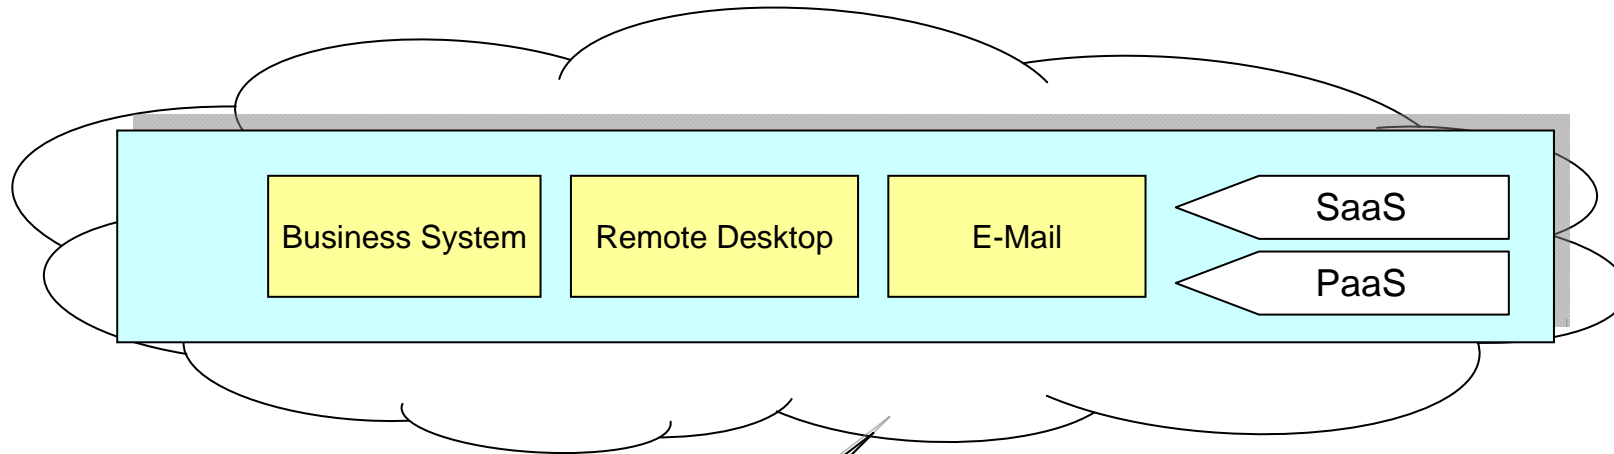 Business System
Remote Desktop
E-Mail
SaaS
PaaS